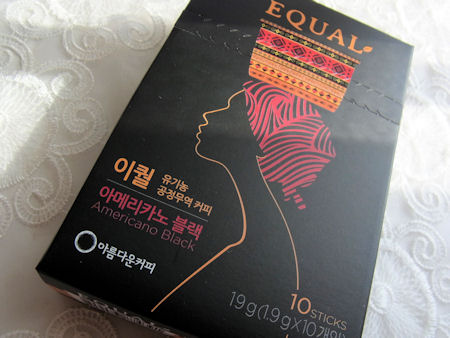 EQUAL
이퀄
유기농
공정무역 커피
아메리카노 블랙
Americano Black
아름다운커피
10 STICKS
19g(1.9g×10개입)